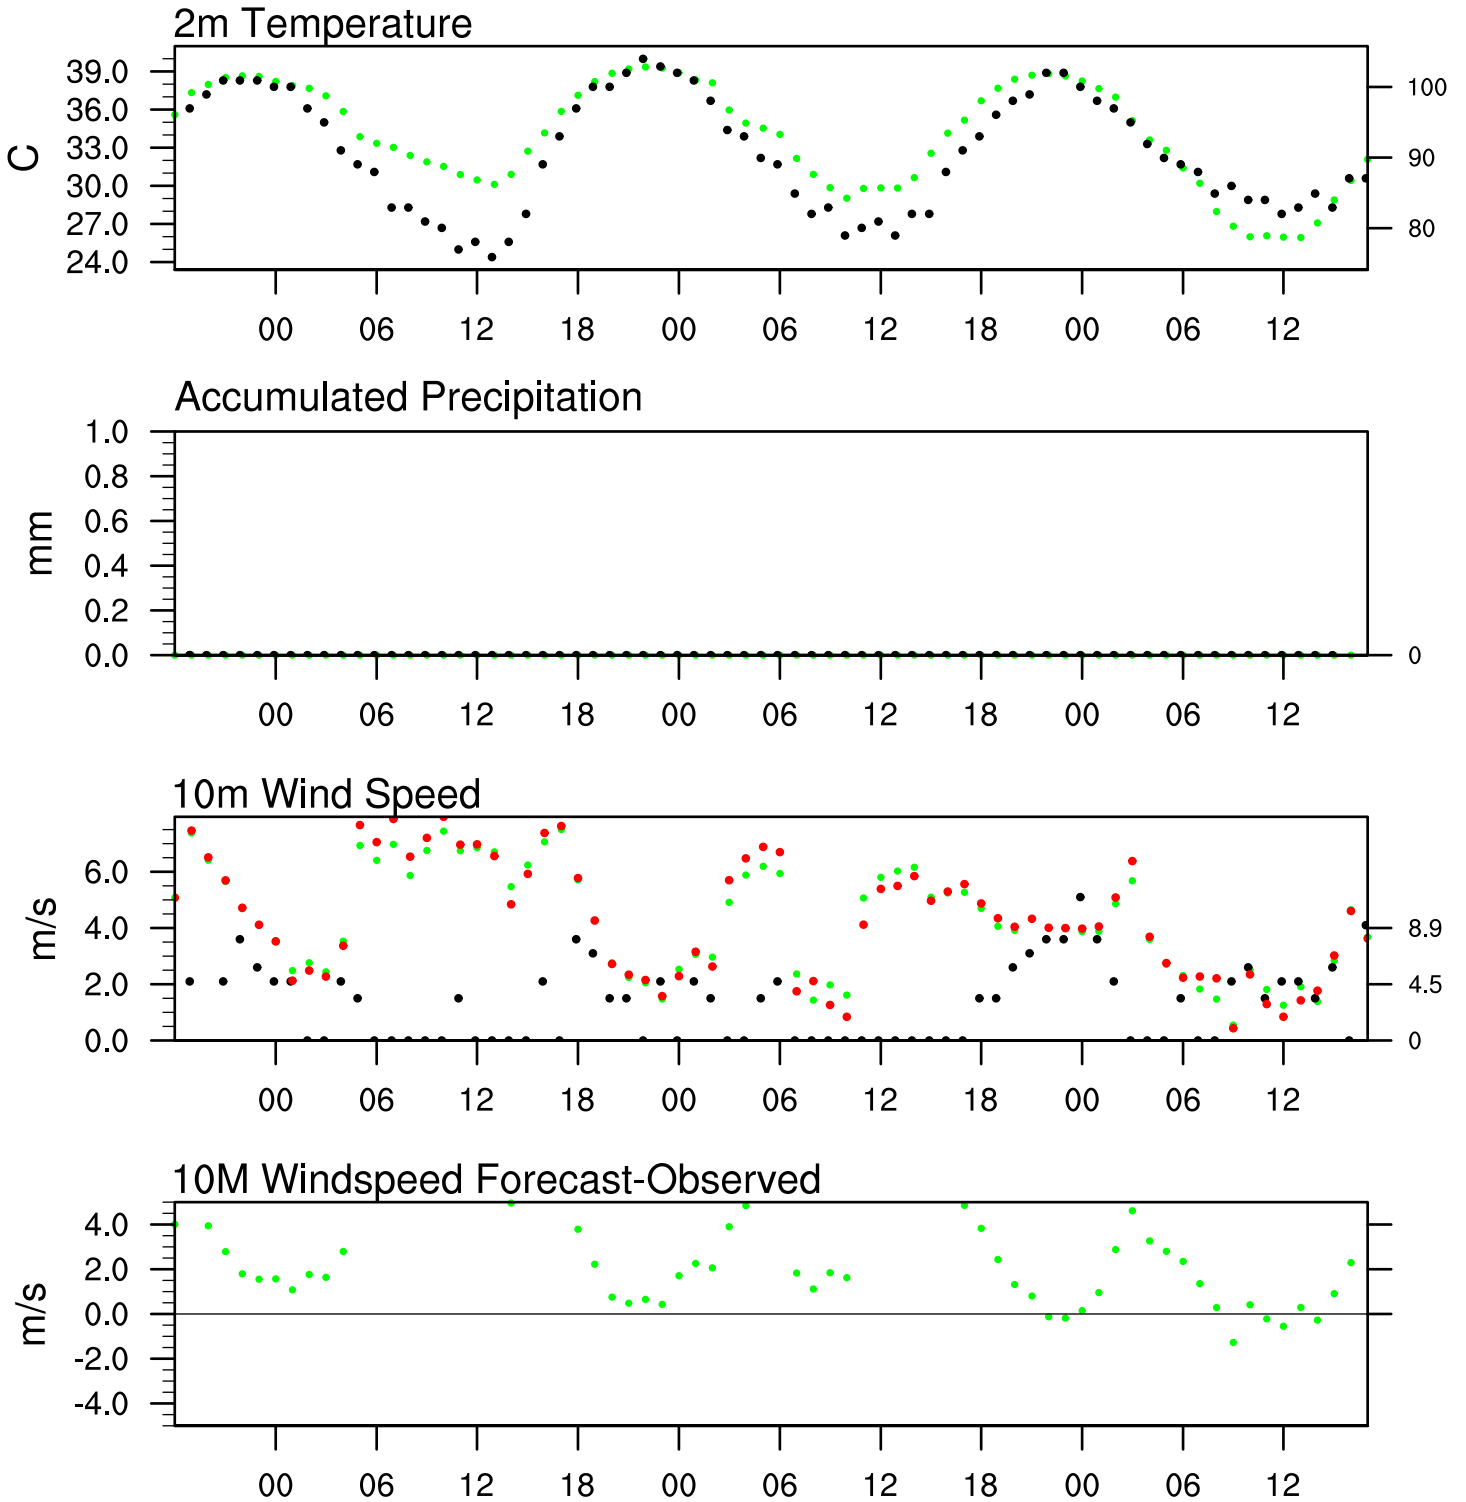 2m Temperature
39.0
36.0
33.0
30.0
27.0
24.0
C
100
90
80
00 06 12 18 00 06 12 18 00 06 12
Accumulated Precipitation
1.0
0.8
0.6
0.4
0.2
0.0
mm
0
00 06 12 18 00 06 12 18 00 06 12
10m Wind Speed
6.0
4.0
2.0
0.0
m/s
8.9
4.5
0
00 06 12 18 00 06 12 18 00 06 12
10M Windspeed Forecast-Observed
4.0
2.0
0.0
-2.0
-4.0
m/s
00 06 12 18 00 06 12 18 00 06 12